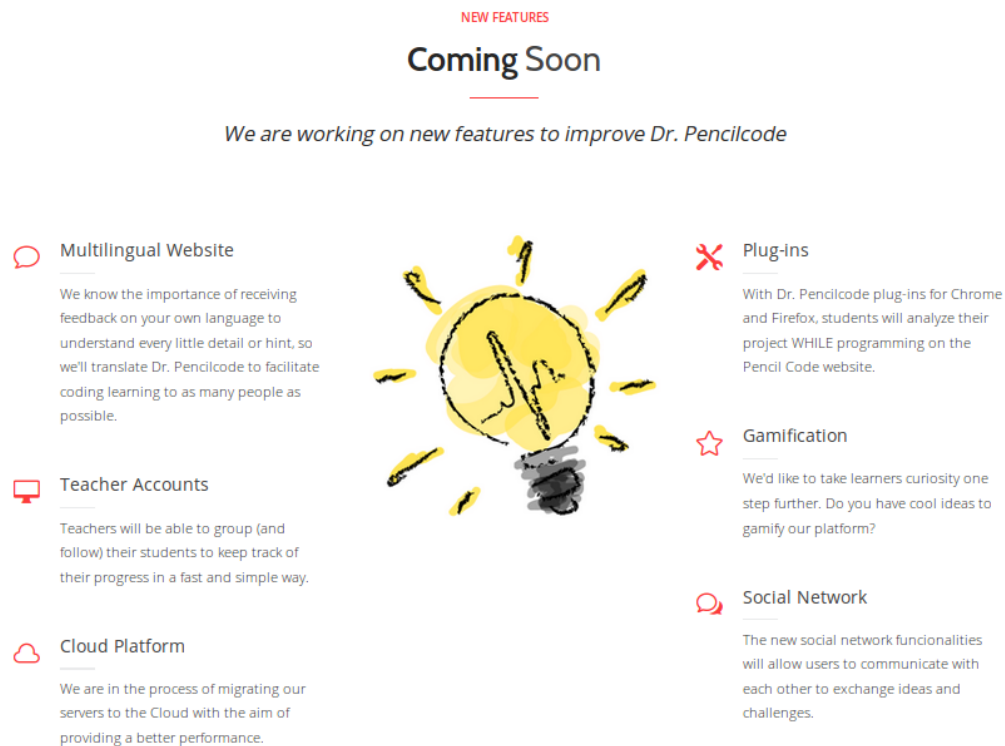 NEW FEATURES
Coming Soon
We are working on new features to improve Dr. Pencilcode
Multilingual Website
We know the importance of receiving
feedback on your own language to
understand every little detail or hint, so
we'll translate Dr. Pencilcode to facilitate
coding learning to as many people as
possible.
Teacher Accounts
Teachers will be able to group (and
follow) their students to keep track of
their progress in a fast and simple way.
Cloud Platform
We are in the process of migrating our
servers to the Cloud with the aim of
providing a better performance.
Plug-ins
With Dr. Pencilcode plug-ins for Chrome
and Firefox, students will analyze their
project WHILE programming on the
Pencil Code website.
Gamification
We'd like to take learners curiosity one
step further. Do you have cool ideas to
gamify our platform?
Social Network
The new social network funcionalities
will allow users to communicate with
each other to exchange ideas and
challenges.